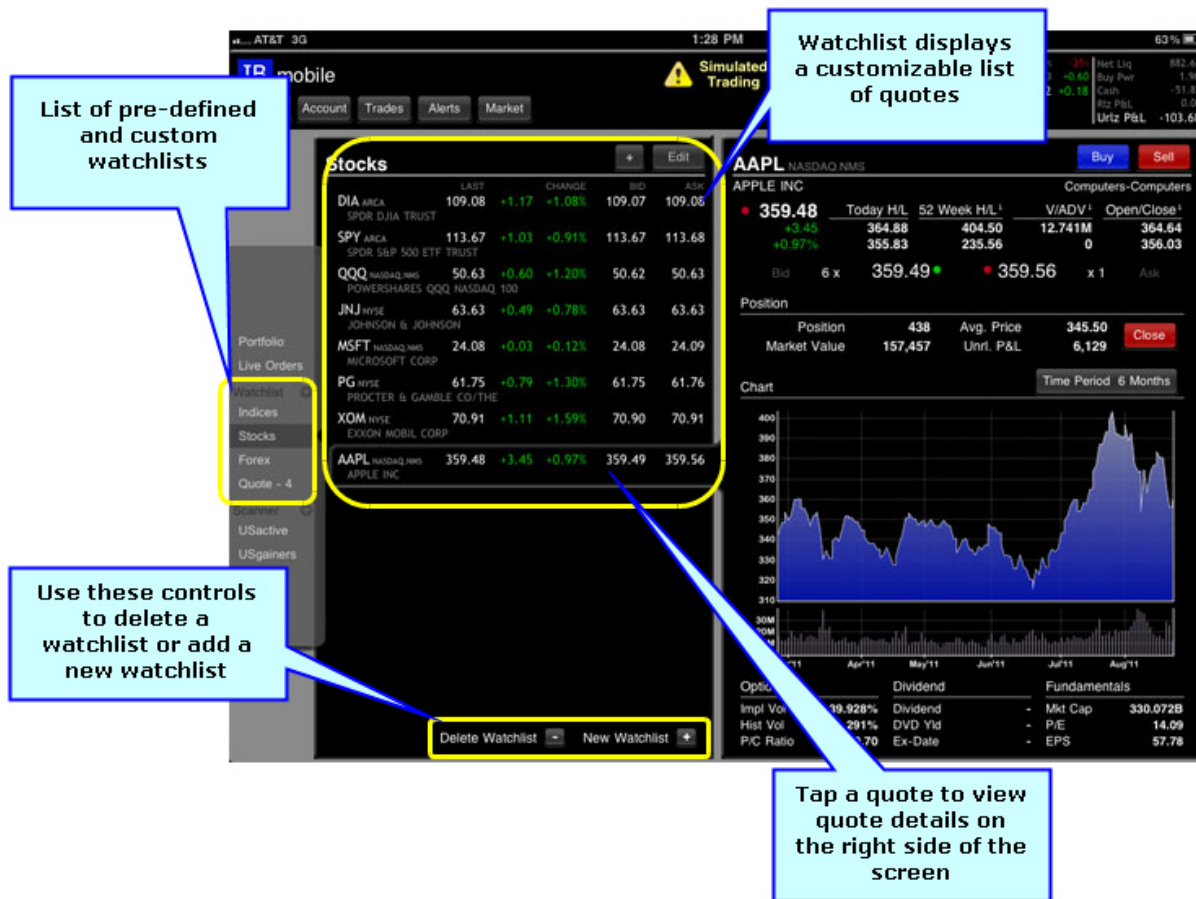 AT&T 3G
1:28 PM
63%
IB mobile
Simulated
Trading
Account Trades Alerts Market
Net Liq 882.6
-0.60 Buy Pwr
+0.18 Cash -51.8
Rlz P&L 0.0
Urlz P&L -103.6
List of pre-defined
and custom
watchlists
Watchlist displays
a customizable list
of quotes
Portfolio
Live Orders
Watchlist
Indices
Stocks
Forex
Quote - 4
Scanner
USactive
USgainers
Use these controls
to delete a
watchlist or add a
new watchlist
Stocks + Edit
LAST CHANGE BID ASK
DIA ARCA 109.08 +1.17 +1.08% 109.07 109.08
SPDR DJIA TRUST
SPY ARCA 113.67 +1.03 +0.91% 113.67 113.68
SPDR S&P 500 ETF TRUST
QQQ NASDAQ.NMS 50.63 +0.60 +1.20% 50.62 50.63
POWERSHARES QQQ NASDAQ 100
JNJ NYSE 63.63 +0.49 +0.78% 63.63 63.63
JOHNSON & JOHNSON
MSFT NASDAQ.NMS 24.08 +0.03 +0.12% 24.08 24.09
MICROSOFT CORP
PG NYSE 61.75 +0.79 +1.30% 61.75 61.76
PROCTER & GAMBLE CO/THE
XOM NYSE 70.91 +1.11 +1.59% 70.90 70.91
EXXON MOBIL CORP
AAPL NASDAQ.NMS 359.48 +3.45 +0.97% 359.49 359.56
APPLE INC
Delete Watchlist - New Watchlist +
AAPL NASDAQ.NMS Buy Sell
APPLE INC Computers-Computers
359.48 Today H/L 52 Week H/L V/ADV Open/Close
+3.45 364.88 404.50 12.741M 364.64
+0.97% 355.83 235.56 0 356.03
Bid 6 x 359.49 359.56 x 1 Ask
Position
Position 438 Avg. Price 345.50 Close
Market Value 157,457 Unrl. P&L 6,129
Chart Time Period 6 Months
400
390
380
370
360
350
340
330
320
310
30M
20M
Apr'11 May'11 Jun'11 Jul'11 Aug'11
Dividend Fundamentals
Impl Vol 39.928% Dividend - Mkt Cap 330.072B
Hist Vol DVD Yld - P/E 14.09
P/C Ratio Ex-Date - EPS 57.78
Tap a quote to view
quote details on
the right side of the
screen